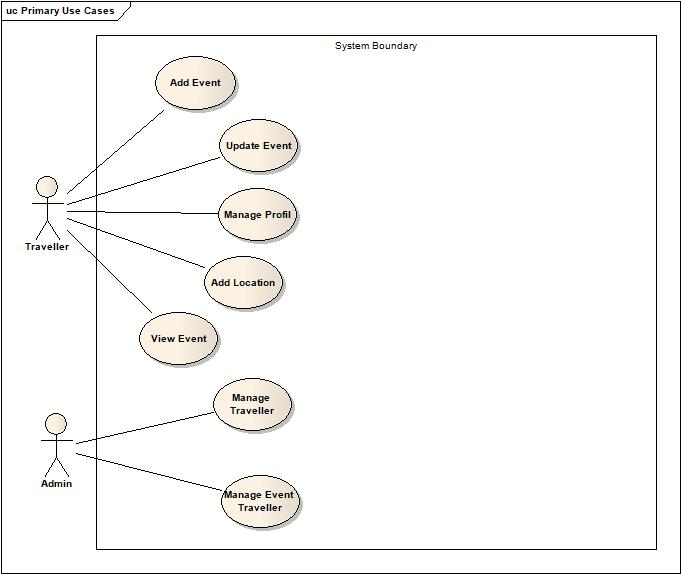 uc Primary Use Cases
System Boundary
Add Event
Update Event
Manage Profil
Traveller
Add Location
View Event
Manage
Traveller
Admin
Manage Event
Traveller